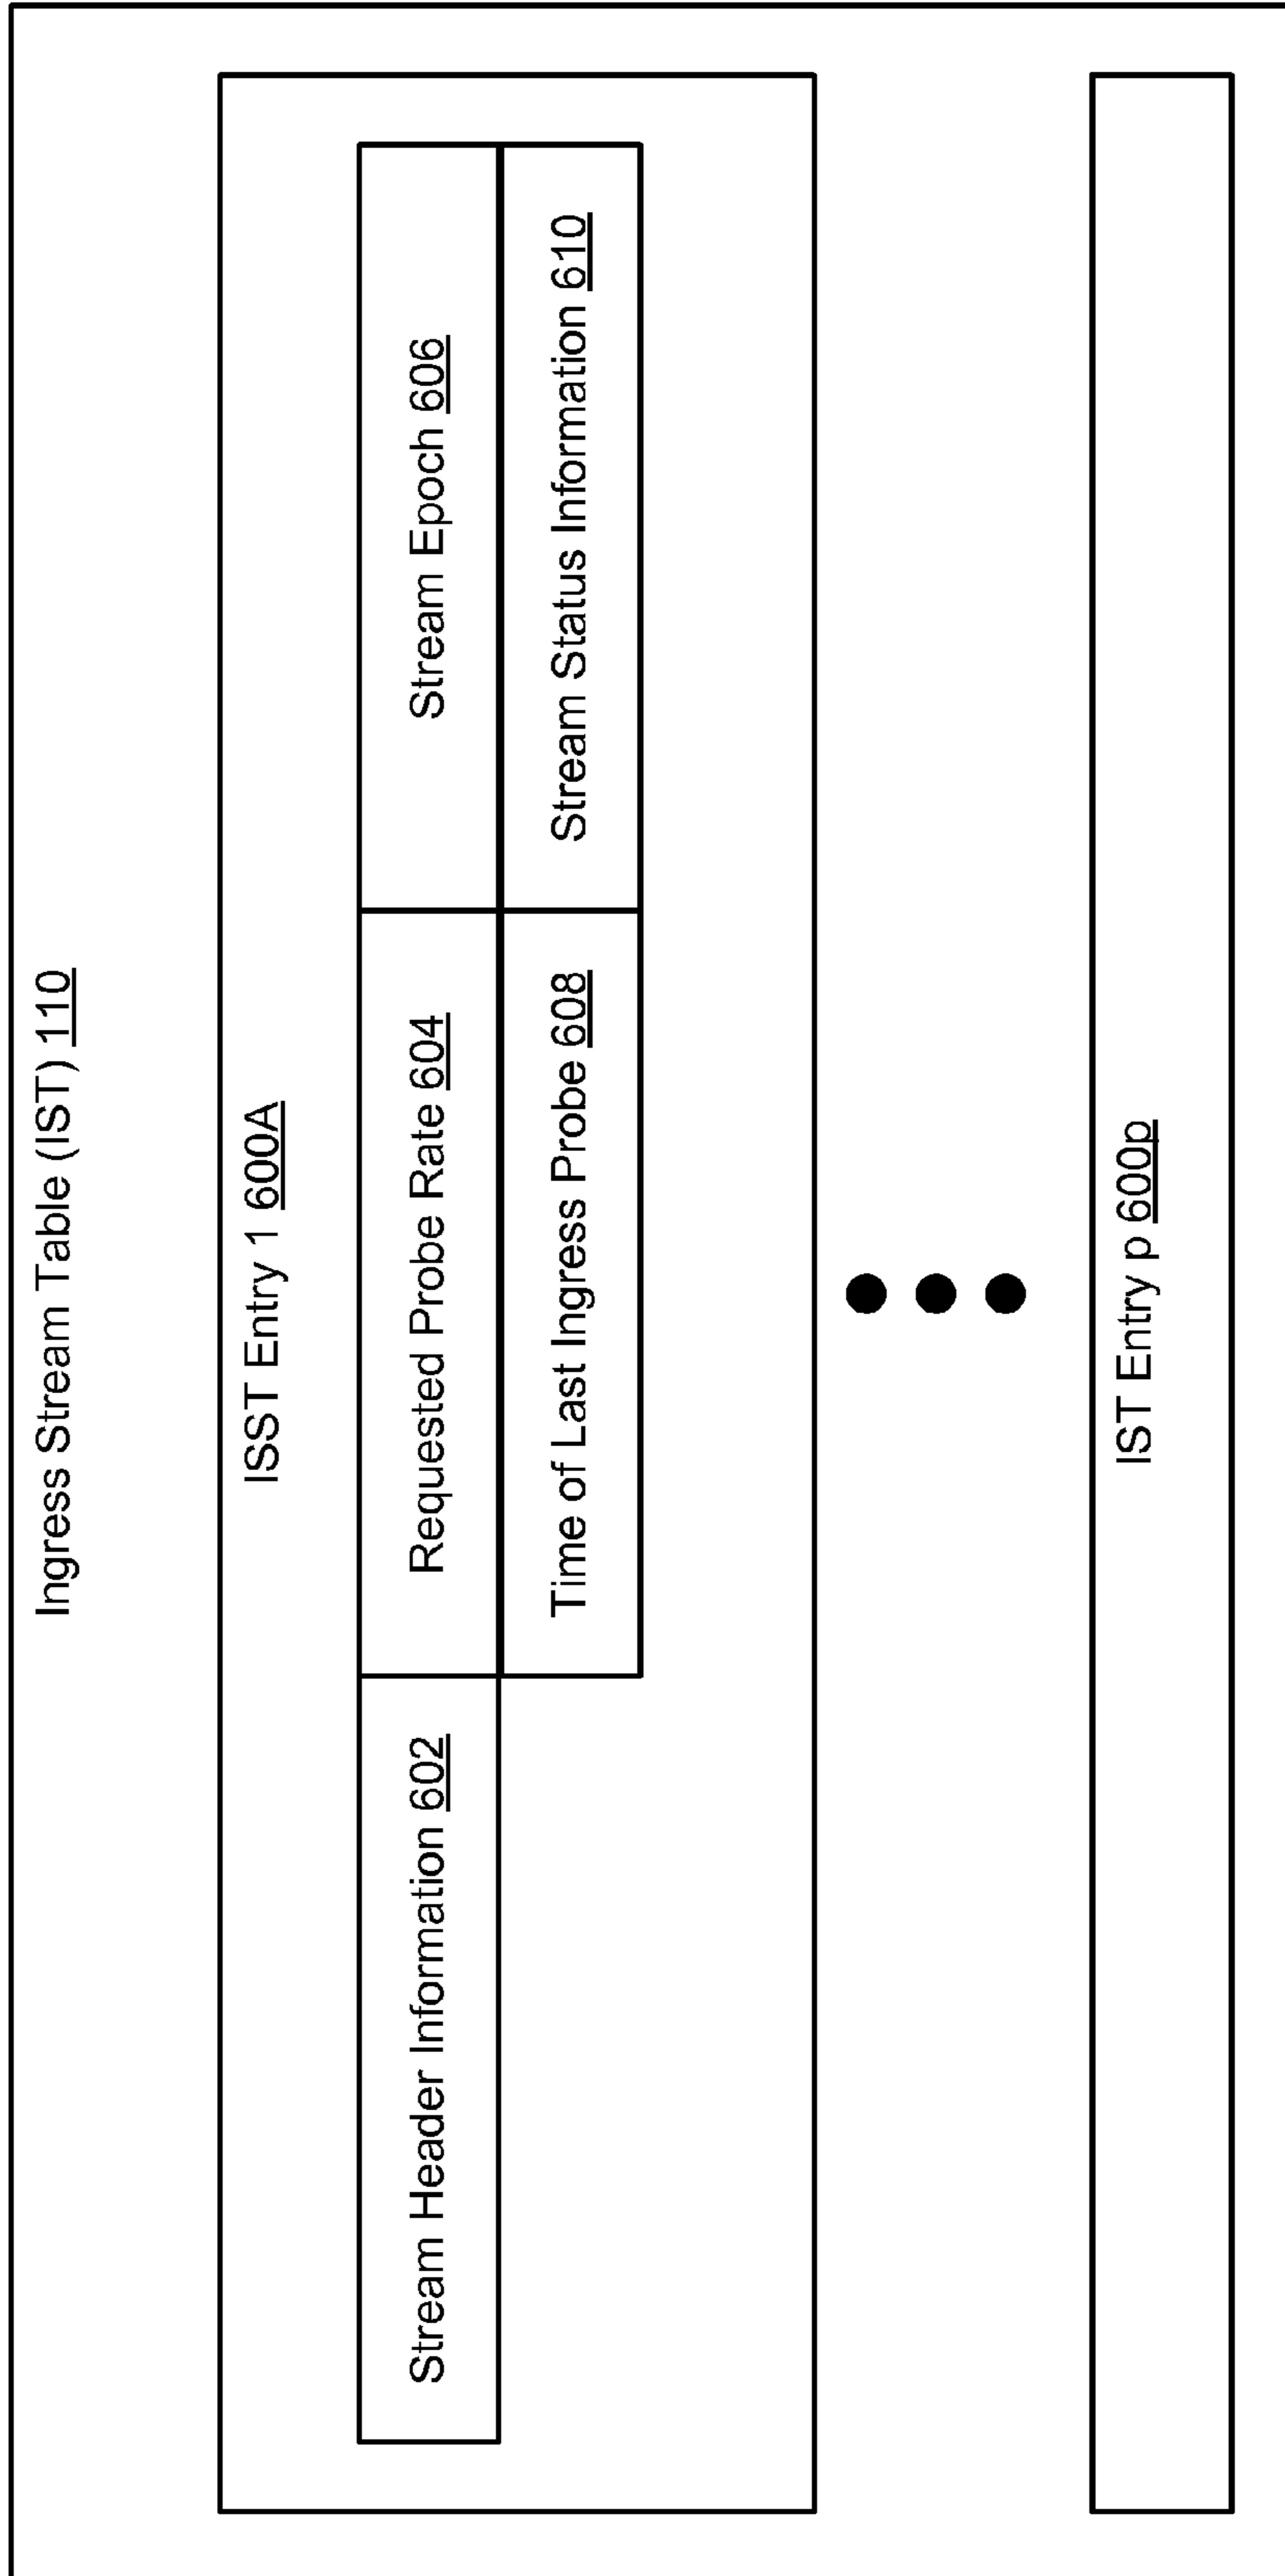 Ingress Stream Table (IST) 110
ISST Entry 1 600A
Stream Header Information 602
Requested Probe Rate 604
Stream Epoch 606
Time of Last Ingress Probe 608
Stream Status Information 610
IST Entry p 600p